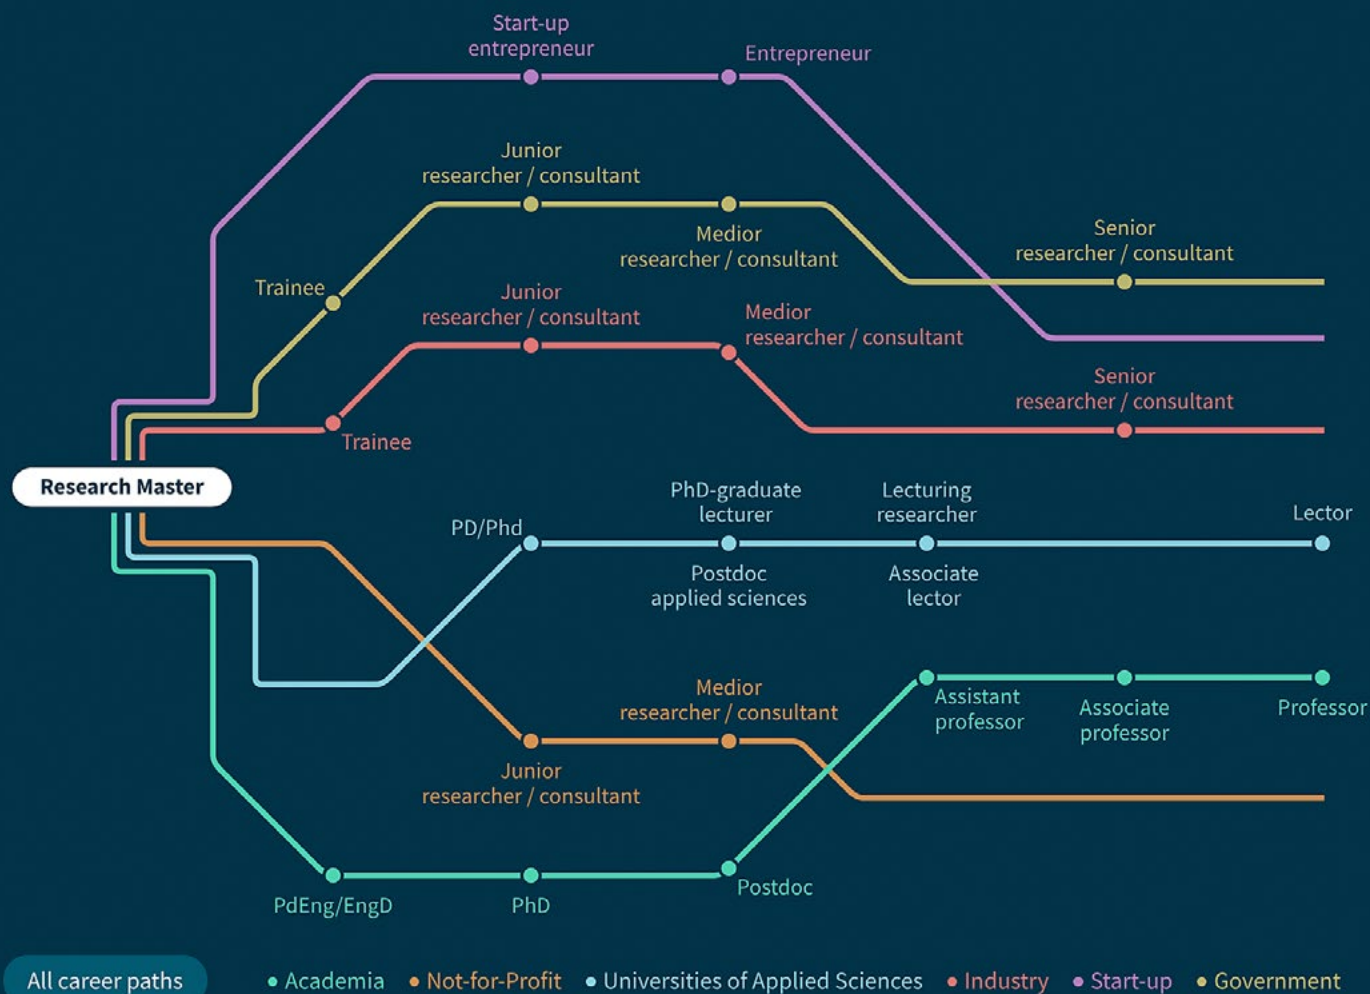 Start-up
entrepreneur
Entrepreneur
Junior
researcher / consultant
Medior
researcher / consultant
Senior
researcher / consultant
Trainee
Junior
researcher / consultant
Medior
researcher / consultant
Senior
researcher / consultant
Trainee
Research Master
PD/Phd
PhD-graduate
lecturer
Lecturing
researcher
Lector
Postdoc
applied sciences
Associate
lector
Medior
researcher / consultant
Assistant
professor
Associate
professor
Professor
Junior
researcher / consultant
Postdoc
PdEng/EngD
PhD
All career paths
Academia
Not-for-Profit
Universities of Applied Sciences
Industry
Start-up
Government